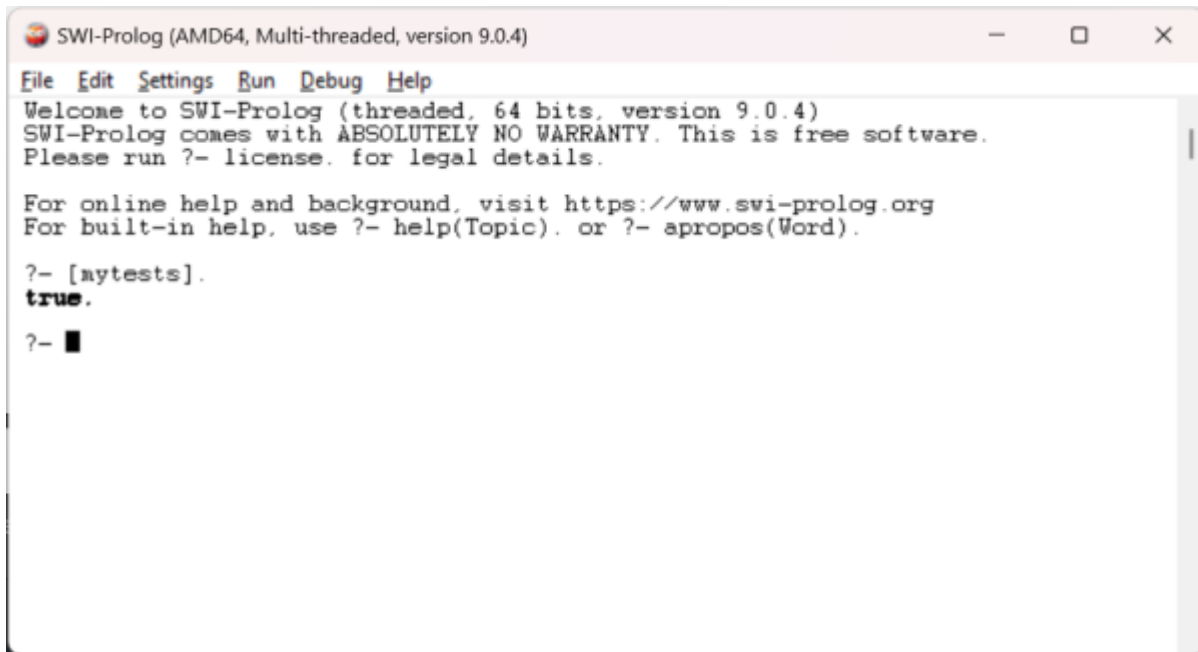 SWI-Prolog (AMD64, Multi-threaded, version 9.0.4)
File Edit Settings Run Debug Help
Welcome to SWI-Prolog (threaded, 64 bits, version 9.0.4)
SWI-Prolog comes with ABSOLUTELY NO WARRANTY. This is free software.
Please run ?- license. for legal details.
For online help and background, visit https://www.swi-prolog.org
For built-in help, use ?- help(Topic). or ?- apropos(Word).
?- [mytests].
true.
?-